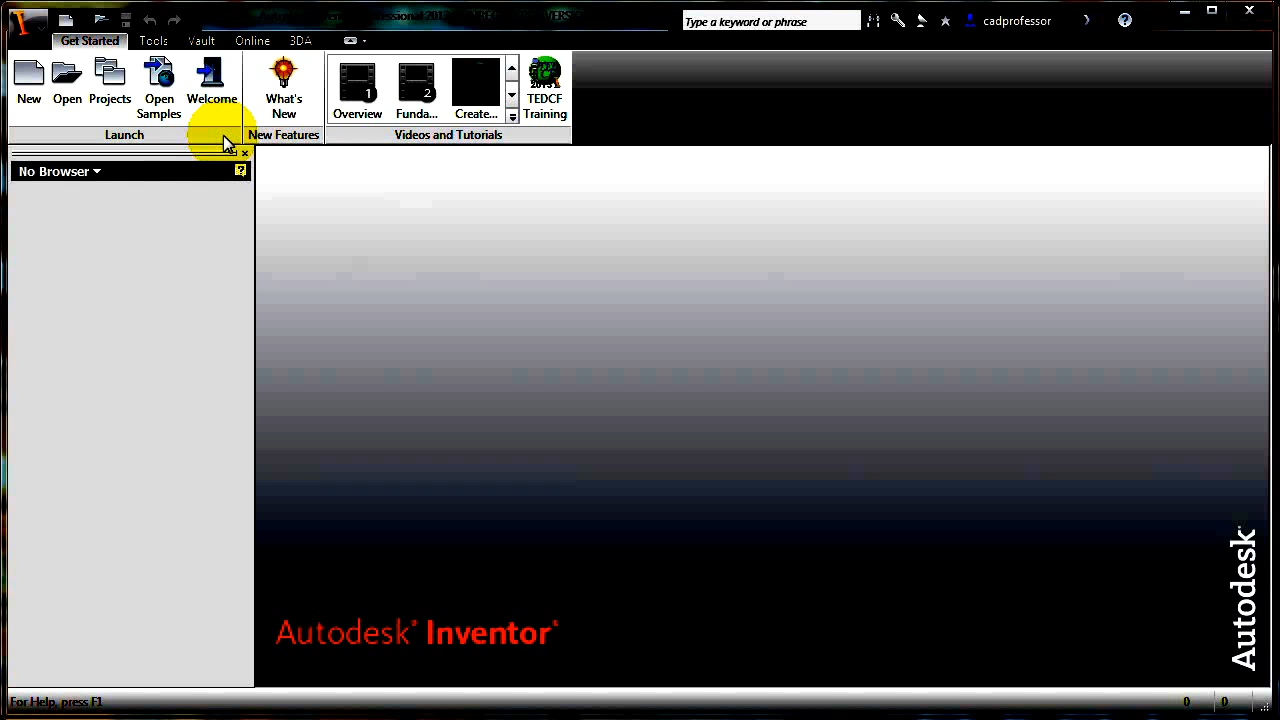 Type a keyword or phrase
cadprofessor
Get Started Tools Vault Online 3DA
New Open Projects Open Samples Welcome What's New Overview Funda... Create... TEDCF Training
1 2
Launch New Features Videos and Tutorials
No Browser
Autodesk® Inventor®
Autodesk®
For Help, press F1 0 0